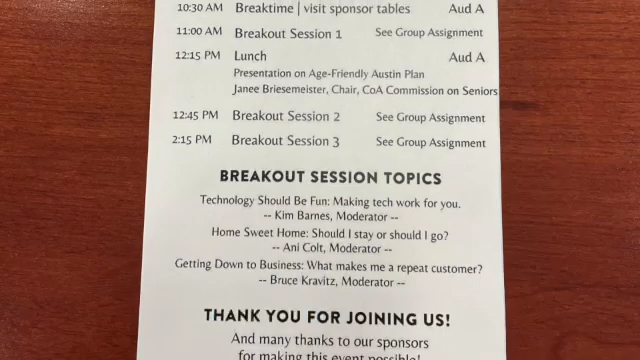 10:30 AM Breaktime | visit sponsor tables Aud A
11:00 AM Breakout Session 1 See Group Assignment
12:15 PM Lunch Aud A
Presentation on Age-Friendly Austin Plan
Janee Briesemeister, Chair, CoA Commission on Seniors
12:45 PM Breakout Session 2 See Group Assignment
2:15 PM Breakout Session 3 See Group Assignment
BREAKOUT SESSION TOPICS
Technology Should Be Fun: Making tech work for you.
-- Kim Barnes, Moderator --
Home Sweet Home: Should I stay or should I go?
-- Ani Colt, Moderator --
Getting Down to Business: What makes me a repeat customer?
-- Bruce Kravitz, Moderator --
THANK YOU FOR JOINING US!
And many thanks to our sponsors
for making this event possible!